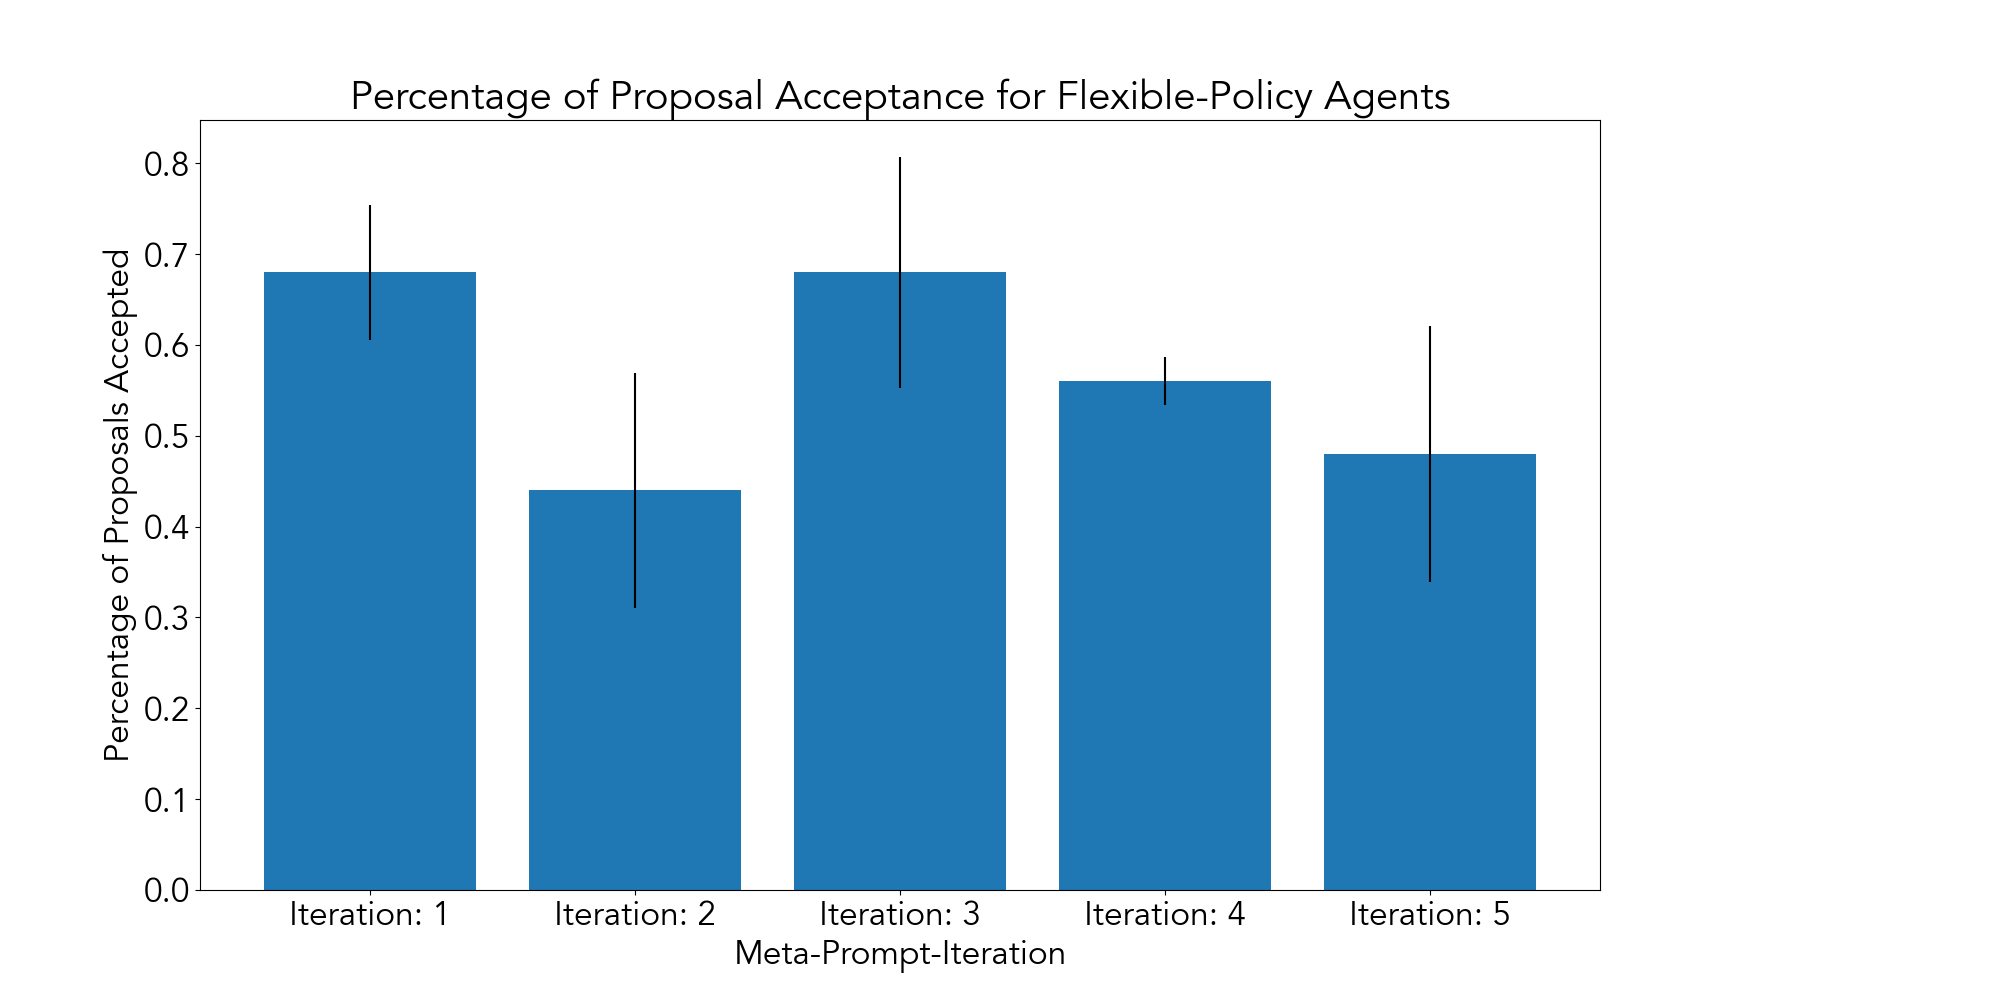 Percentage of Proposal Acceptance for Flexible-Policy Agents
Percentage of Proposals Accepted
0.8
0.7
0.6
0.5
0.4
0.3
0.2
0.1
0.0
Iteration: 1 Iteration: 2 Iteration: 3 Iteration: 4 Iteration: 5
Meta-Prompt-Iteration